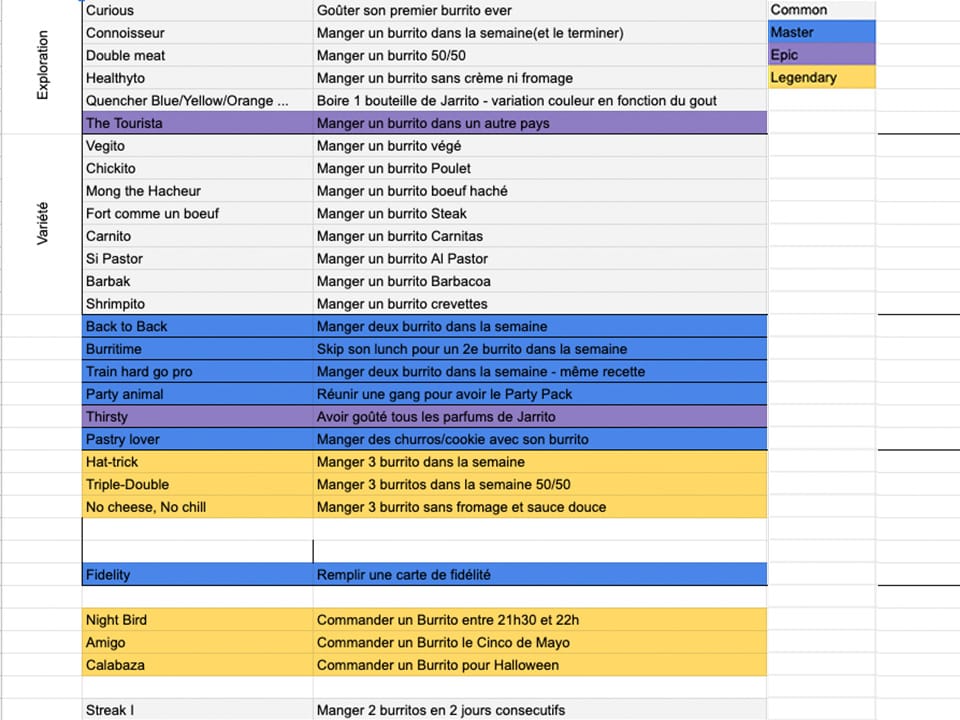 Curious Goûter son premier burrito ever Common
Connoisseur Manger un burrito dans la semaine(et le terminer) Master
Double meat Manger un burrito 50/50 Epic
Healthyto Manger un burrito sans crème ni fromage Legendary
Exploration
Quencher Blue/Yellow/Orange ... Boire 1 bouteille de Jarrito - variation couleur en fonction du gout
The Tourista Manger un burrito dans un autre pays
Vegito Manger un burrito végé
Chickito Manger un burrito Poulet
Mong the Hacheur Manger un burrito boeuf haché
Variété
Fort comme un boeuf Manger un burrito Steak
Carnito Manger un burrito Carnitas
Si Pastor Manger un burrito Al Pastor
Barbak Manger un burrito Barbacoa
Shrimpito Manger un burrito crevettes
Back to Back Manger deux burrito dans la semaine
Burritime Skip son lunch pour un 2e burrito dans la semaine
Train hard go pro Manger deux burrito dans la semaine - même recette
Party animal Réunir une gang pour avoir le Party Pack
Thirsty Avoir goûté tous les parfums de Jarrito
Pastry lover Manger des churros/cookie avec son burrito
Hat-trick Manger 3 burrito dans la semaine
Triple-Double Manger 3 burritos dans la semaine 50/50
No cheese, No chill Manger 3 burrito sans fromage et sauce douce
Fidelity Remplir une carte de fidélité
Night Bird Commander un Burrito entre 21h30 et 22h
Amigo Commander un Burrito le Cinco de Mayo
Calabaza Commander un Burrito pour Halloween
Streak I Manger 2 burritos en 2 jours consecutifs